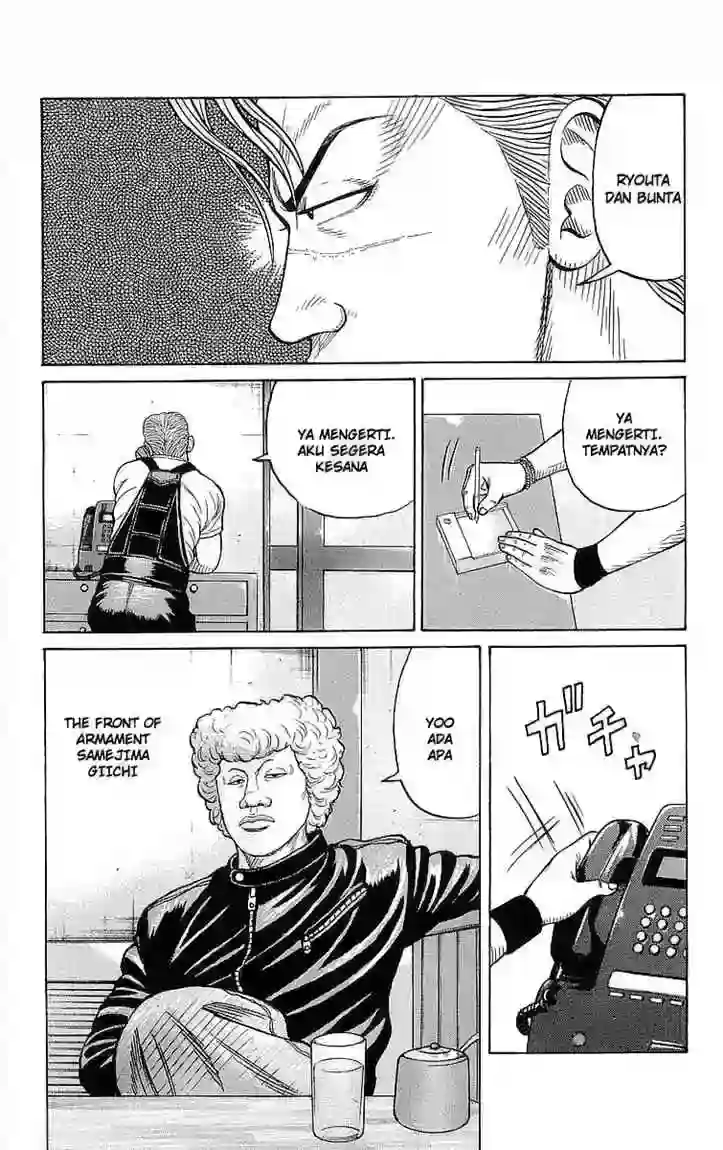 RYOUTA
DAN BUNTA
YA
MENGERTI.
TEMPATNYA?
YA MENGERTI.
AKU SEGERA
KESANA
ガチャ
YOO
ADA
APA
THE FRONT OF
ARMAMENT
SAMEJIMA
GIICHI